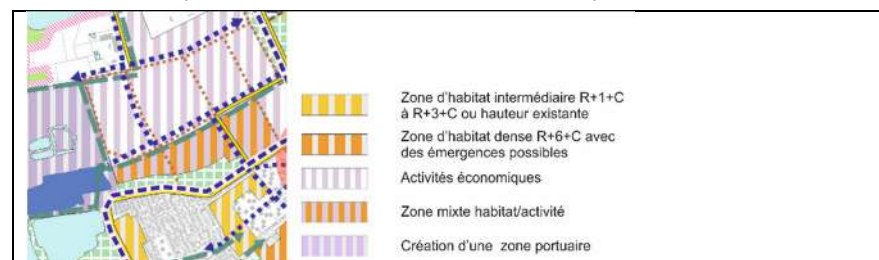 Zone d'habitat intermédiaire R+1+C
à R+3+C ou hauteur existante
Zone d'habitat dense R+6+C avec
des émergences possibles
Activités économiques
Zone mixte habitat/activité
Création d'une zone portuaire